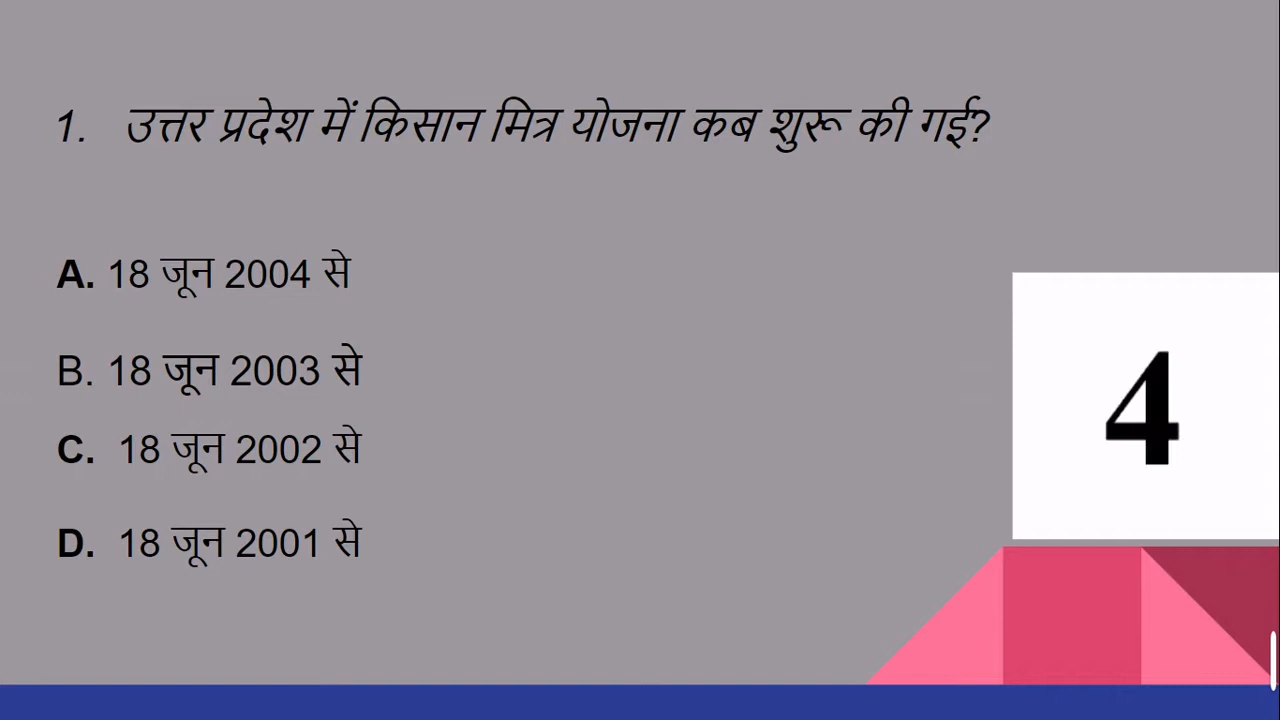 1. उत्तर प्रदेश में किसान मित्र योजना कब शुरू की गई?
A. 18 जून 2004 से
B. 18 जून 2003 से
C. 18 जून 2002 से
D. 18 जून 2001 से
4